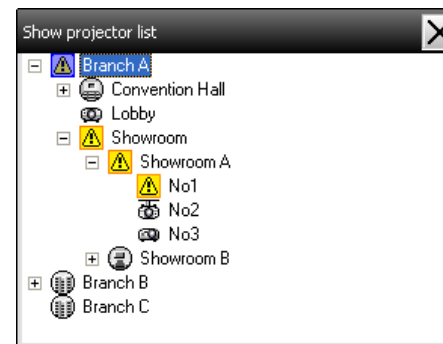 Show projector list
Branch A
Convention Hall
Lobby
Showroom
Showroom A
No1
No2
No3
Showroom B
Branch B
Branch C